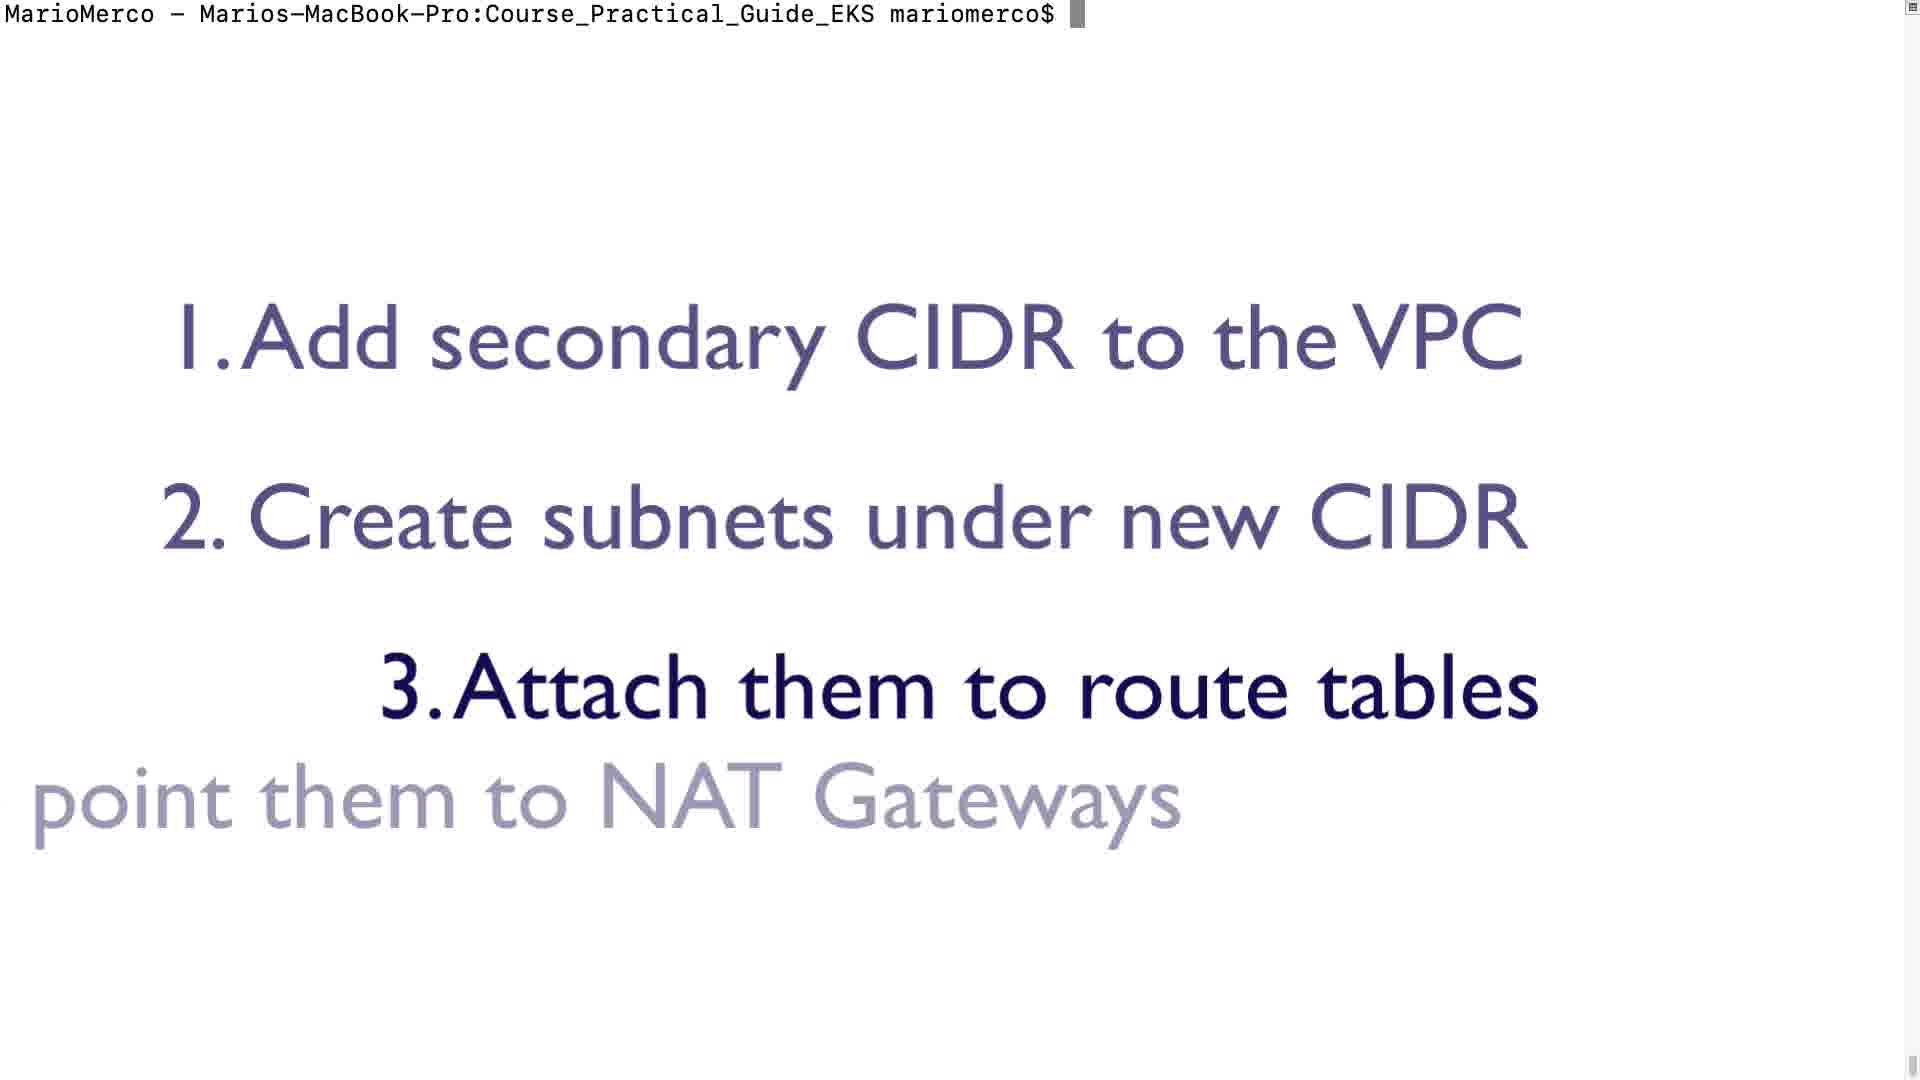 MarioMerco - Marios-MacBook-Pro:Course_Practical_Guide_EKS mariomerco$
1. Add secondary CIDR to the VPC
2. Create subnets under new CIDR
3. Attach them to route tables
point them to NAT Gateways